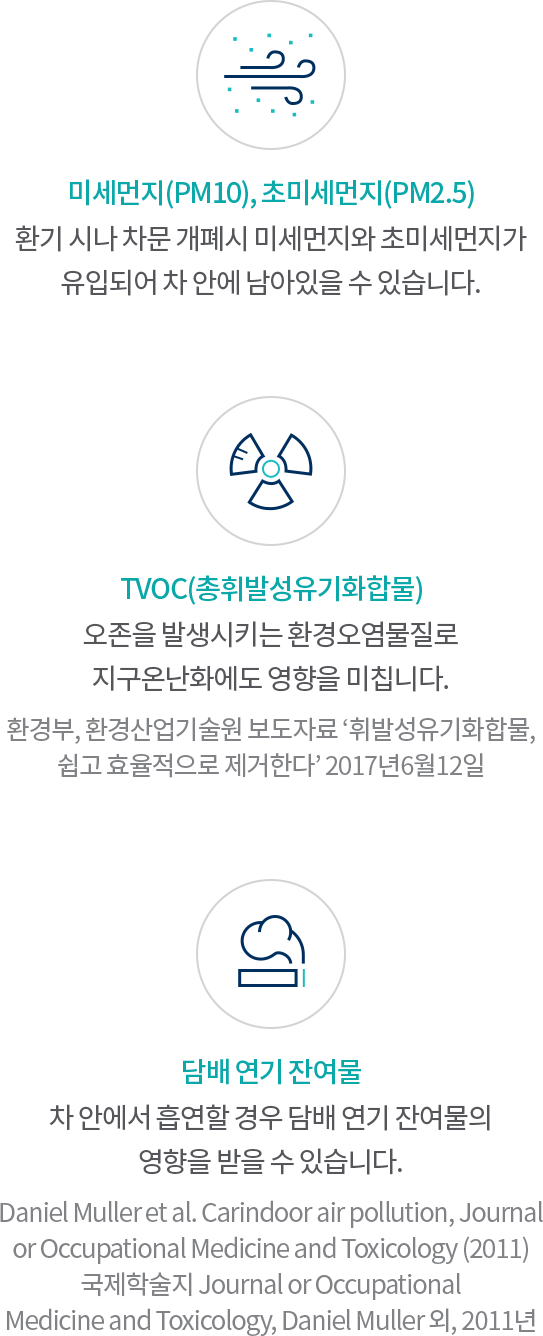 미세먼지(PM10), 초미세먼지(PM2.5)
환기 시나 차문 개폐시 미세먼지와 초미세먼지가
유입되어 차 안에 남아있을 수 있습니다.
TVOC(총휘발성유기화합물)
오존을 발생시키는 환경오염물질로
지구온난화에도 영향을 미칩니다.
환경부, 환경산업기술원 보도자료 ‘휘발성유기화합물,
쉽고 효율적으로 제거한다’ 2017년6월12일
담배 연기 잔여물
차 안에서 흡연할 경우 담배 연기 잔여물의
영향을 받을 수 있습니다.
Daniel Muller et al. Carindoor air pollution, Journal
or Occupational Medicine and Toxicology (2011)
국제학술지 Journal or Occupational
Medicine and Toxicology, Daniel Muller 외, 2011년